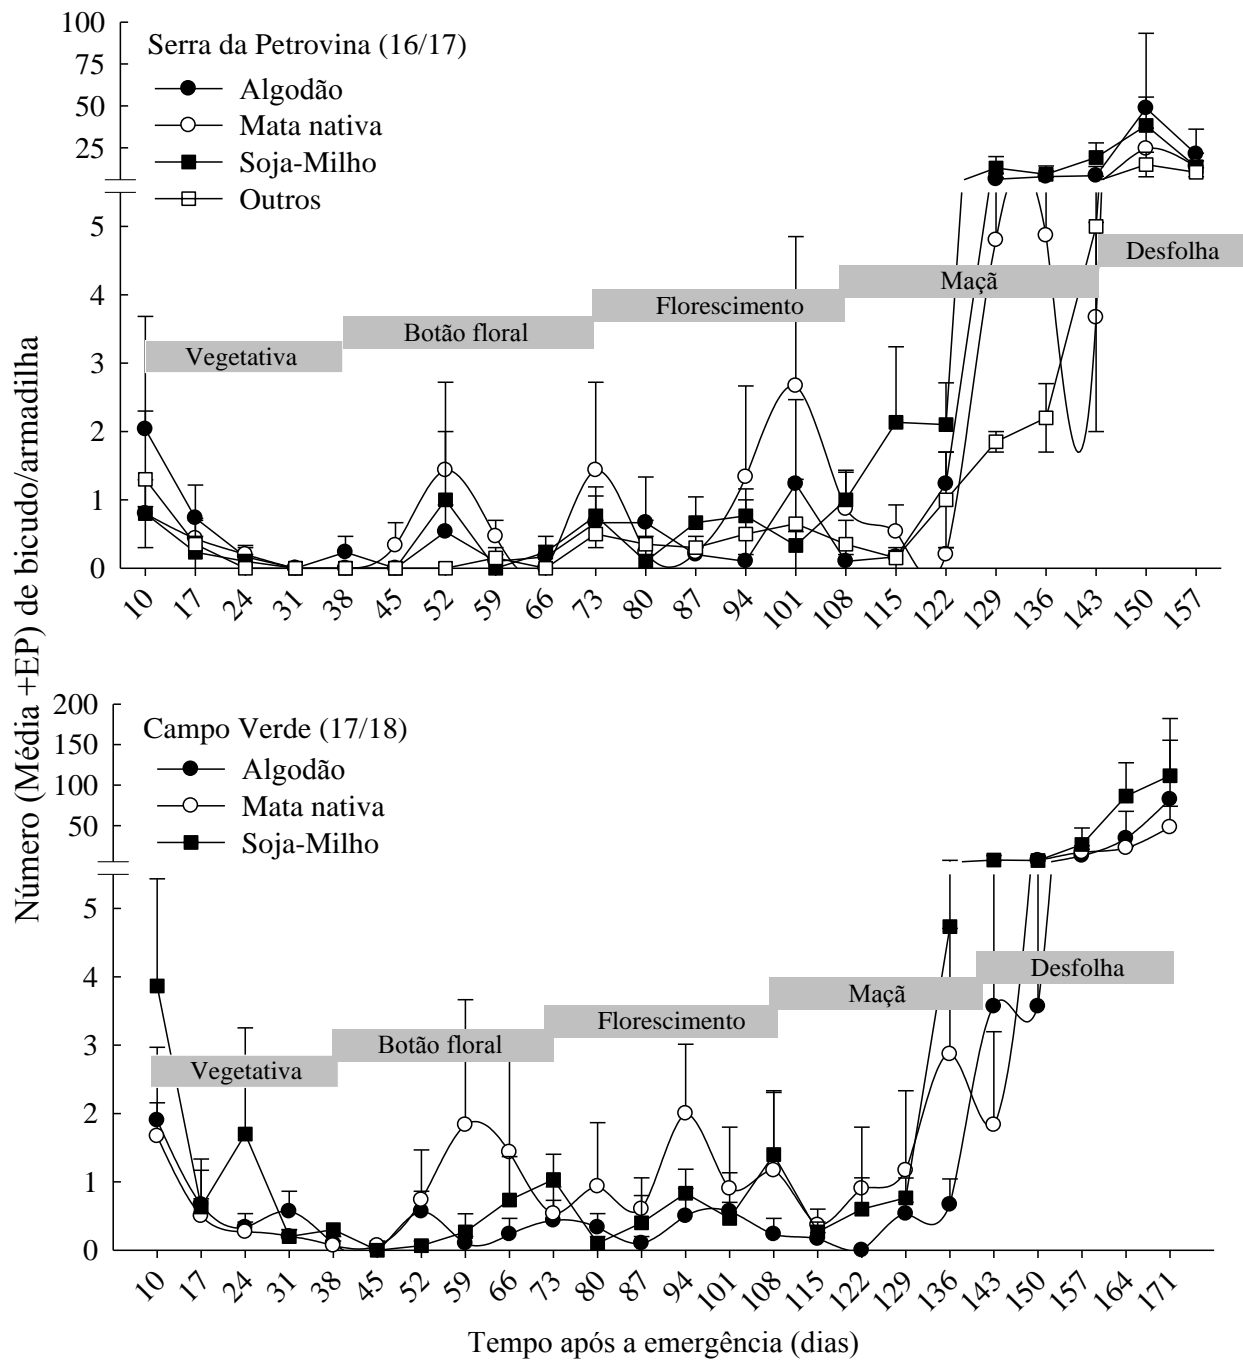 Número (Média +EP) de bicudo/armadilha
Serra da Petrovina (16/17)
Algodão
Mata nativa
Soja-Milho
Outros
100
75
50
25
5
4
3
2
1
0
Vegetativa
Botão floral
Florescimento
Maçã
Desfolha
10 17 24 31 38 45 52 59 66 73 80 87 94 101 108 115 122 129 136 143 150 157
Campo Verde (17/18)
Algodão
Mata nativa
Soja-Milho
200
150
100
50
5
4
3
2
1
0
Vegetativa
Botão floral
Florescimento
Maçã
Desfolha
10 17 24 31 38 45 52 59 66 73 80 87 94 101 108 115 122 129 136 143 150 157 164 171
Tempo após a emergência (dias)